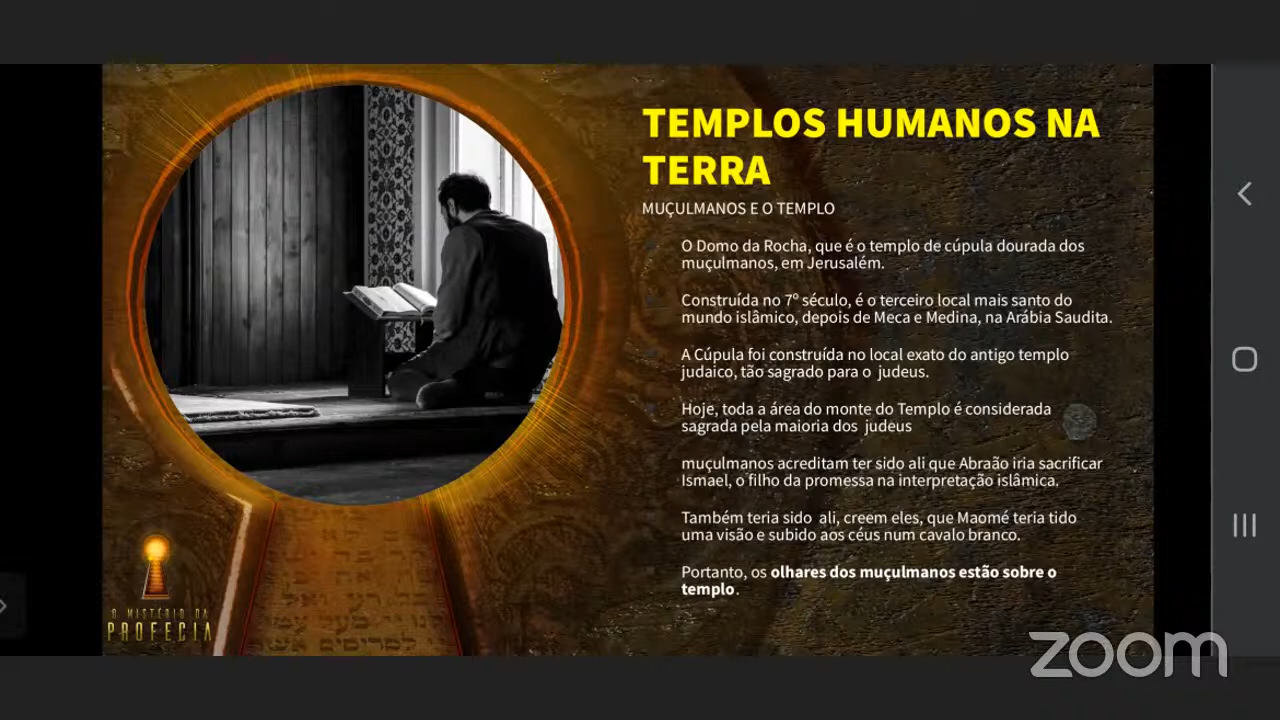 TEMPLOS HUMANOS NA
TERRA
MUÇULMANOS E O TEMPLO
O Domo da Rocha, que é o templo de cúpula dourada dos
muçulmanos, em Jerusalém.
Construída no 7º século, é o terceiro local mais santo do
mundo islâmico, depois de Meca e Medina, na Arábia Saudita.
A Cúpula foi construída no local exato do antigo templo
judaico, tão sagrado para o judeus.
Hoje, toda a área do monte do Templo é considerada
sagrada pela maioria dos judeus
muçulmanos acreditam ter sido ali que Abraão iria sacrificar
Ismael, o filho da promessa na interpretação islâmica.
Também teria sido ali, creem eles, que Maomé teria tido
uma visão e subido aos céus num cavalo branco.
Portanto, os olhares dos muçulmanos estão sobre o
templo.
O MISTÉRIO DA
PROFECIA
zoom